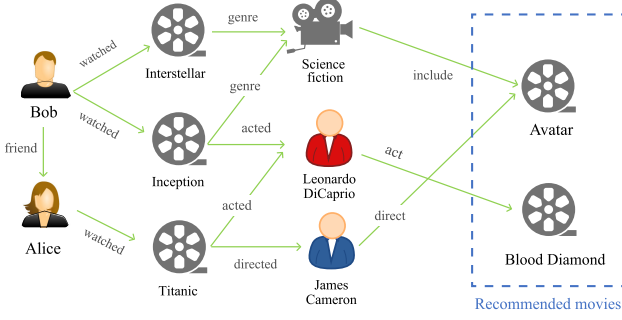 genre
watched
Interstellar
Science
fiction
include
genre
Bob
watched
acted
Avatar
friend
Inception
Leonardo
DiCaprio
act
acted
Alice
watched
direct
directed
Blood Diamond
Titanic
James
Cameron
Recommended movies